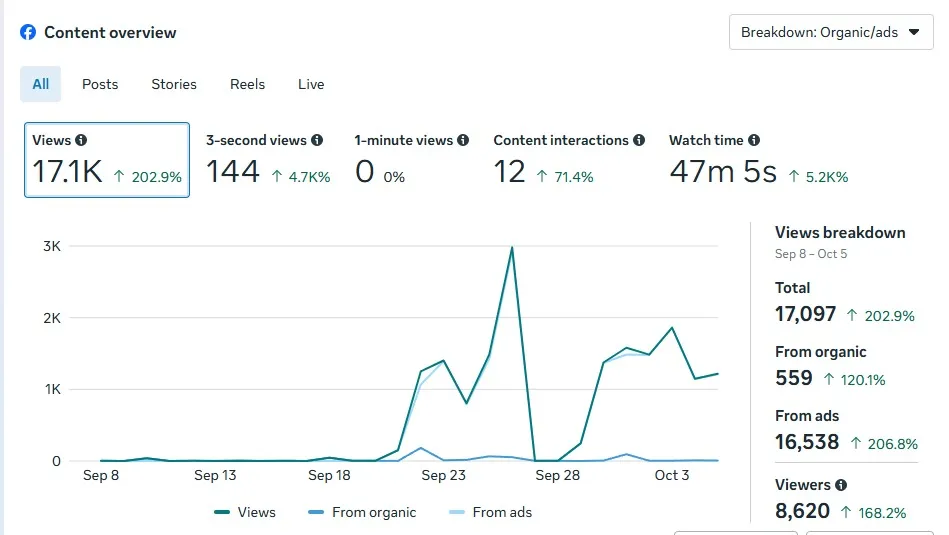 Content overview
Breakdown: Organic/ads
All Posts Stories Reels Live
Views 3-second views 1-minute views Content interactions Watch time
17.1K ↑ 202.9% 144 ↑ 4.7K% 0 0% 12 ↑ 71.4% 47m 5s ↑ 5.2K%
3K
2K
1K
0
Sep 8 Sep 13 Sep 18 Sep 23 Sep 28 Oct 3
Views From organic From ads
Views breakdown
Sep 8 – Oct 5
Total
17,097 ↑ 202.9%
From organic
559 ↑ 120.1%
From ads
16,538 ↑ 206.8%
Viewers
8,620 ↑ 168.2%